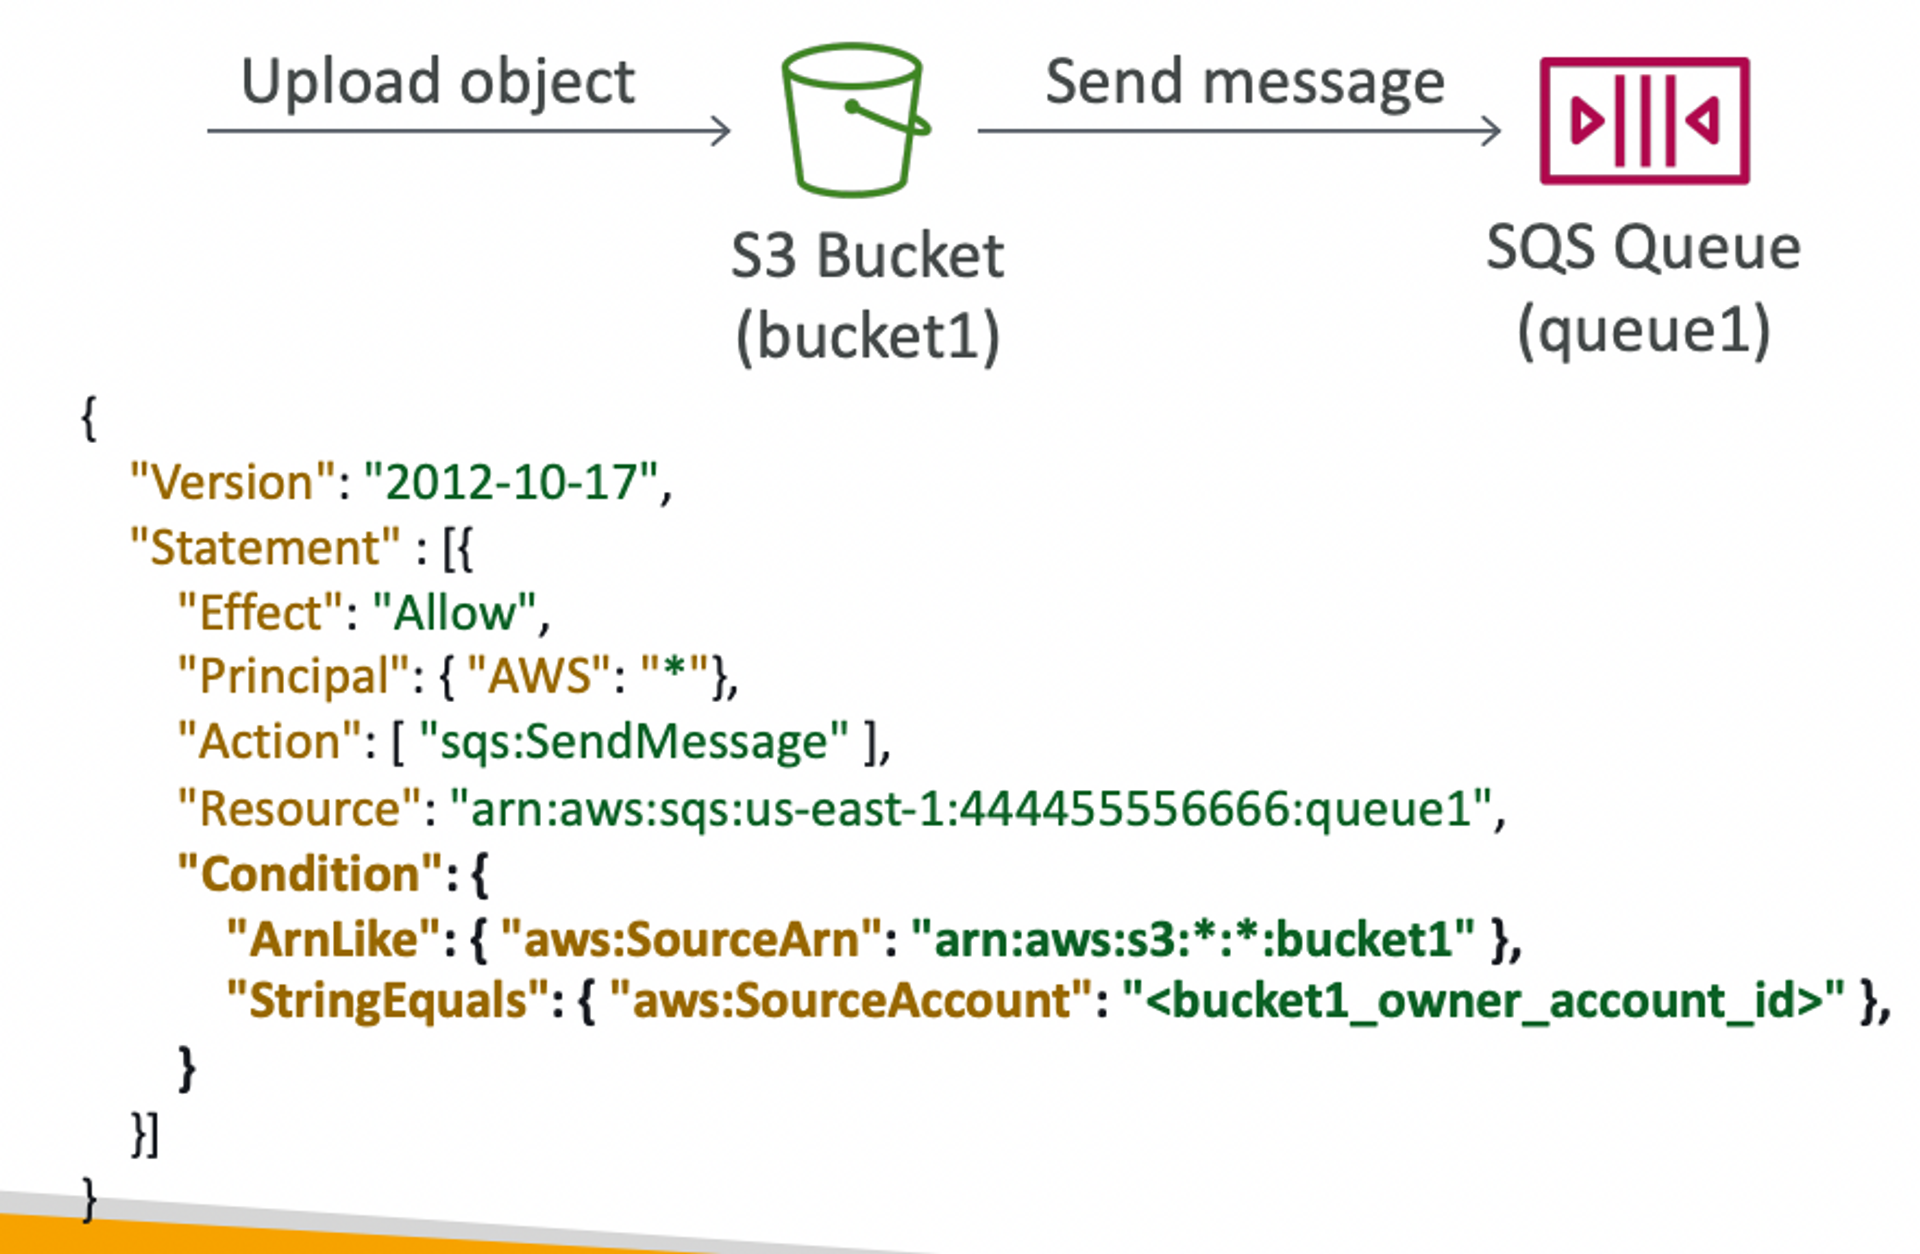 Upload object
Send message
S3 Bucket
(bucket1)
SQS Queue
(queue1)
{
"Version": "2012-10-17",
"Statement" : [{
"Effect": "Allow",
"Principal": { "AWS": "*"},
"Action": [ "sqs:SendMessage" ],
"Resource": "arn:aws:sqs:us-east-1:444455556666:queue1",
"Condition": {
"ArnLike": { "aws:SourceArn": "arn:aws:s3:*:*:bucket1" },
"StringEquals": { "aws:SourceAccount": "<bucket1_owner_account_id>" },
}
}]
}